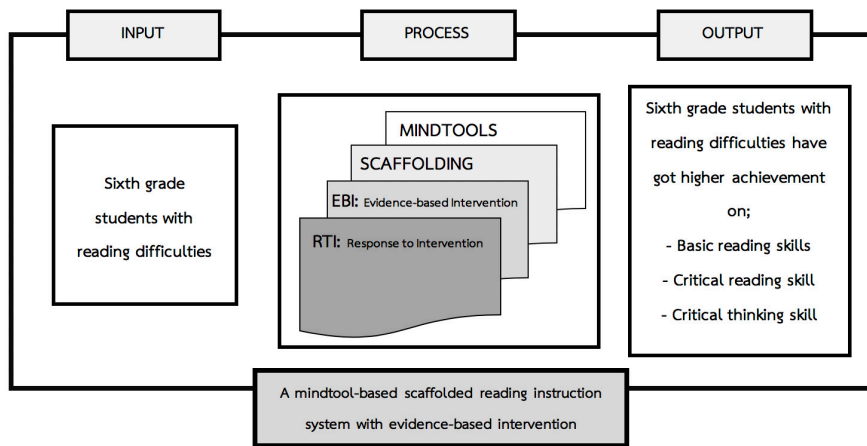 INPUT
PROCESS
OUTPUT
Sixth grade
students with
reading difficulties
MINDTOOLS
SCAFFOLDING
EBI: Evidence-based Intervention
RTI: Response to Intervention
Sixth grade students with
reading difficulties have
got higher achievement
on;
- Basic reading skills
- Critical reading skill
- Critical thinking skill
A mindtool-based scaffolded reading instruction
system with evidence-based intervention